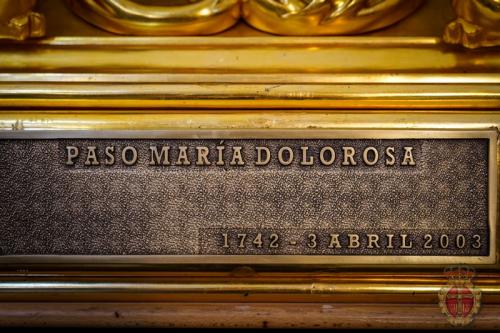 PASO MARÍA DOLOROSA
1742 - 3 ABRIL 2003